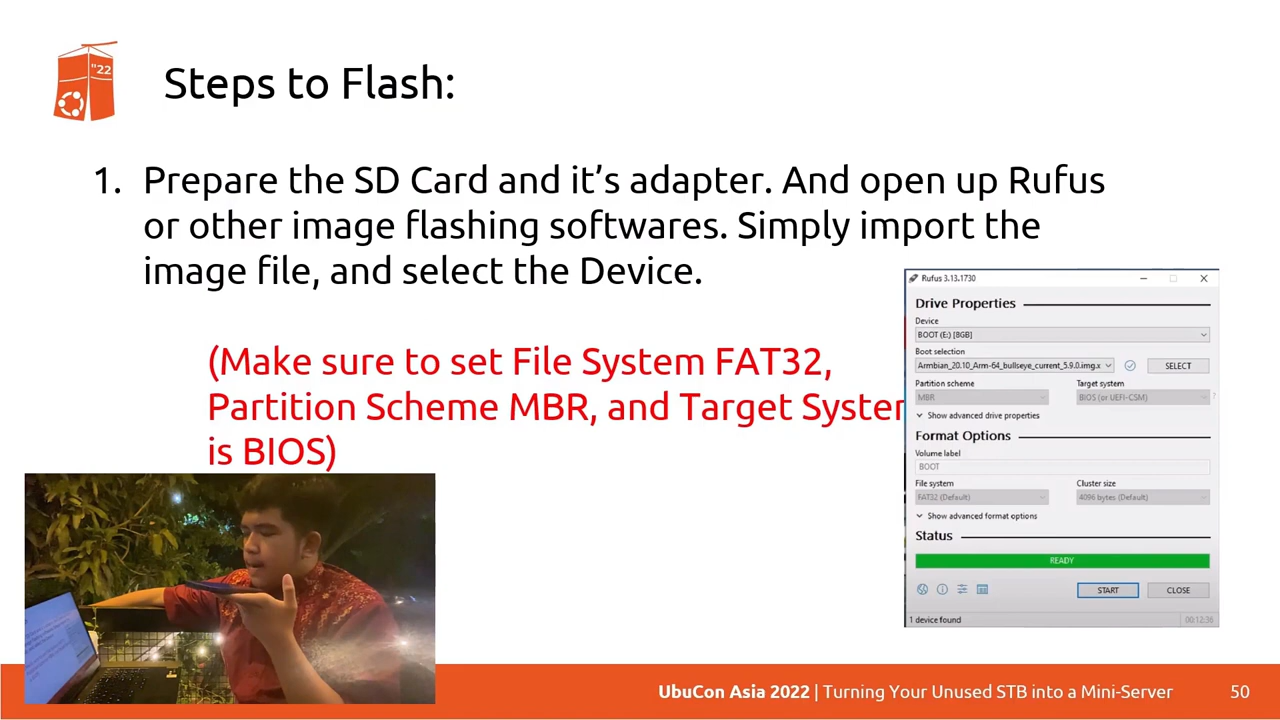 "22
Steps to Flash:
1. Prepare the SD Card and it's adapter. And open up Rufus
or other image flashing softwares. Simply import the
image file, and select the Device.
(Make sure to set File System FAT32,
Partition Scheme MBR, and Target System
is BIOS)
Rufus 3.13.1730
Drive Properties
Device
BOOT (E:) [8GB]
Boot selection
Armbian_20.10_Arm-64_bullseye_current_5.9.0.img.x
SELECT
Partition scheme
Target system
MBR
BIOS (or UEFI-CSM)
?
Show advanced drive properties
Format Options
Volume label
BOOT
File system
Cluster size
FAT32 (Default)
4096 bytes (Default)
Show advanced format options
Status
READY
START
CLOSE
1 device found
00:12:36
UbuCon Asia 2022 | Turning Your Unused STB into a Mini-Server
50